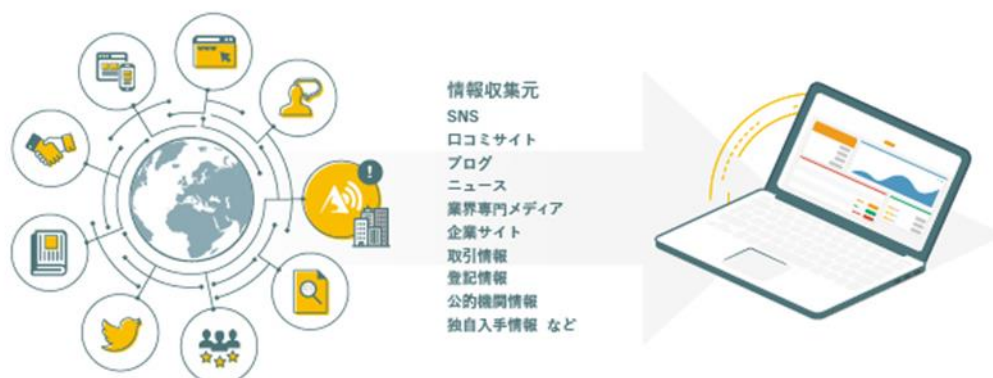 www
情報収集元
SNS
口コミサイト
ブログ
ニュース
業界専門メディア
企業サイト
取引情報
登記情報
公的機関情報
独自入手情報 など